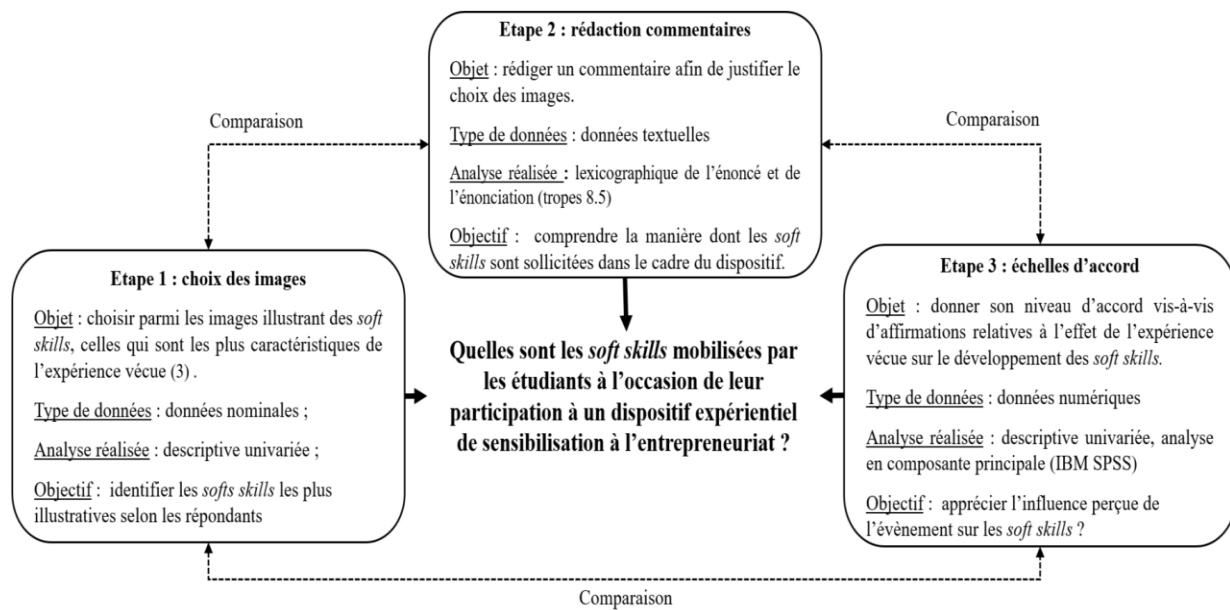 Etape 2 : rédaction commentaires
Objet : rédiger un commentaire afin de justifier le
choix des images.
Type de données : données textuelles
Analyse réalisée : lexicographique de l'énoncé et de
l'énonciation (tropes 8.5)
Objectif : comprendre la manière dont les soft
skills sont sollicitées dans le cadre du dispositif.
Comparaison
Comparaison
Etape 1 : choix des images
Objet : choisir parmi les images illustrant des soft
skills, celles qui sont les plus caractéristiques de
l'expérience vécue (3) .
Type de données : données nominales ;
Analyse réalisée : descriptive univariée ;
Objectif : identifier les softs skills les plus
illustratives selon les répondants
Quelles sont les soft skills mobilisées par
les étudiants à l'occasion de leur
participation à un dispositif expérientiel
de sensibilisation à l'entrepreneuriat ?
Etape 3 : échelles d'accord
Objet : donner son niveau d'accord vis-à-vis
d'affirmations relatives à l'effet de l'expérience
vécue sur le développement des soft skills.
Type de données : données numériques
Analyse réalisée : descriptive univariée, analyse
en composante principale (IBM SPSS)
Objectif : apprécier l'influence perçue de
l'évènement sur les soft skills ?
Comparaison